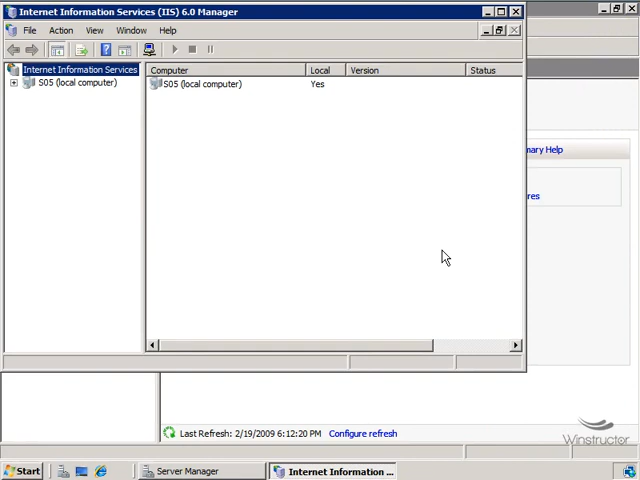 Internet Information Services (IIS) 6.0 Manager
File Action View Window Help
Internet Information Services
S05 (local computer)
Computer Local Version Status
S05 (local computer) Yes
mary Help
res
Last Refresh: 2/19/2009 6:12:20 PM Configure refresh
Winstructor
Start Server Manager Internet Information ...